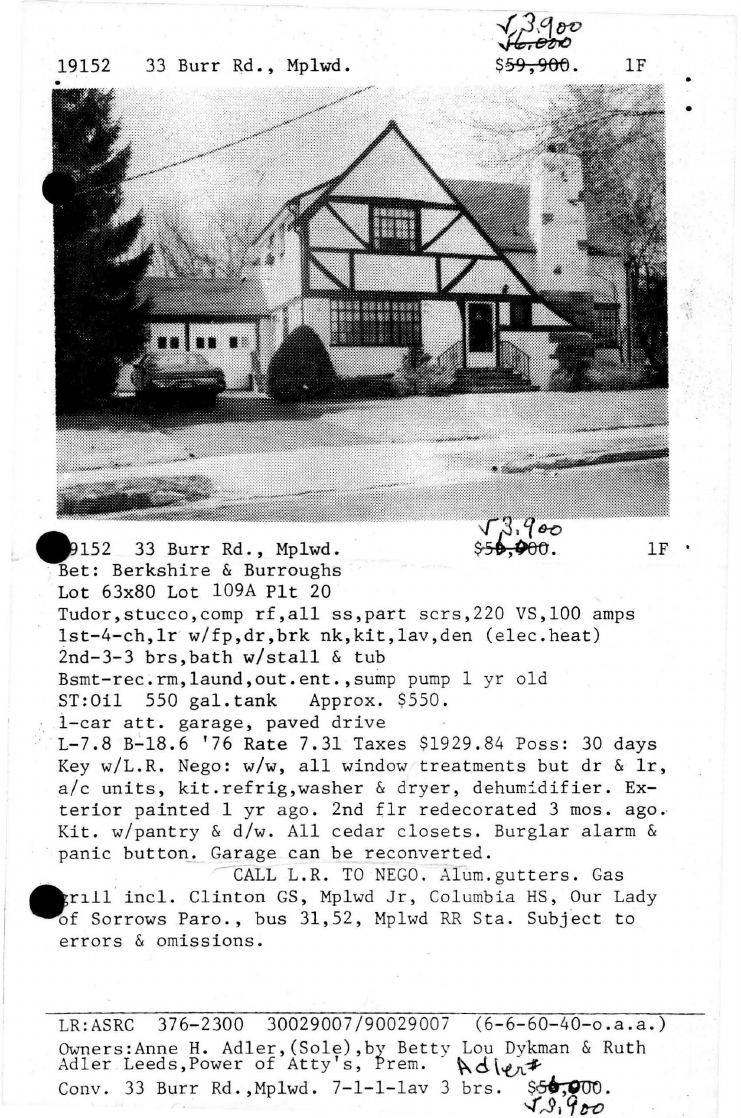 53,900
56,000
19152 33 Burr Rd., Mplwd. $59,900. 1F
53,900
9152 33 Burr Rd., Mplwd. $56,000. 1F
Bet: Berkshire & Burroughs
Lot 63x80 Lot 109A Plt 20
Tudor,stucco,comp rf,all ss,part scrs,220 VS,100 amps
1st-4-ch,lr w/fp,dr,brk nk,kit,lav,den (elec.heat)
2nd-3-3 brs,bath w/stall & tub
Bsmt-rec.rm,laund,out.ent.,sump pump 1 yr old
ST:Oil 550 gal.tank Approx. $550.
1-car att. garage, paved drive
L-7.8 B-18.6 '76 Rate 7.31 Taxes $1929.84 Poss: 30 days
Key w/L.R. Nego: w/w, all window treatments but dr & lr,
a/c units, kit.refrig,washer & dryer, dehumidifier. Ex-
terior painted 1 yr ago. 2nd flr redecorated 3 mos. ago.
Kit. w/pantry & d/w. All cedar closets. Burglar alarm &
panic button. Garage can be reconverted.
CALL L.R. TO NEGO. Alum.gutters. Gas
grill incl. Clinton GS, Mplwd Jr, Columbia HS, Our Lady
of Sorrows Paro., bus 31,52, Mplwd RR Sta. Subject to
errors & omissions.
LR:ASRC 376-2300 30029007/90029007 (6-6-60-40-o.a.a.)
Owners:Anne H. Adler,(Sole),by Betty Lou Dykman & Ruth
Adler Leeds,Power of Atty's, Prem. Adler#
Conv. 33 Burr Rd.,Mplwd. 7-1-1-lav 3 brs. $56,000.
53,900